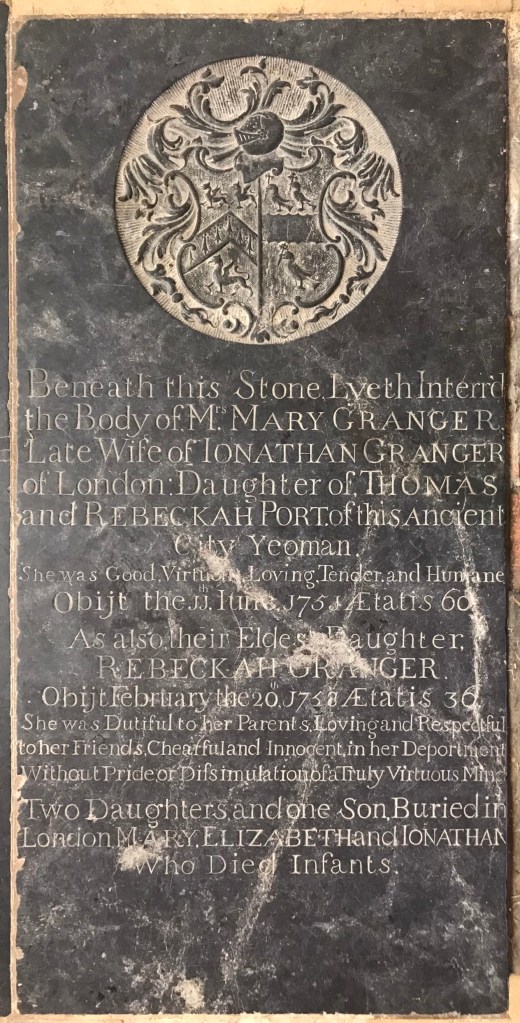 Beneath this Stone, Lyeth Interr'd
the Body of Mrs MARY GRANGER,
Late Wife of IONATHAN GRANGER
of London: Daughter of THOMAS
and REBECKAH PORT, of this Ancient
City Yeoman.
She was Good, Virtuous, Loving, Tender, and Humane
Obijt the 11th Iune, 1751 Ætatis 60
As also, their Eldest Daughter,
REBECKAH GRANGER.
Obijt February the 20th, 1758 Ætatis 36
She was Dutiful to her Parents, Loving and Respectful
to her Friends, Chearful and Innocent, in her Deportment
Without Pride or Dissimulation of a Truly Virtuous Mind
Two Daughters, and one Son, Buried in
London, MARY, ELIZABETH and IONATHAN
Who Died Infants.